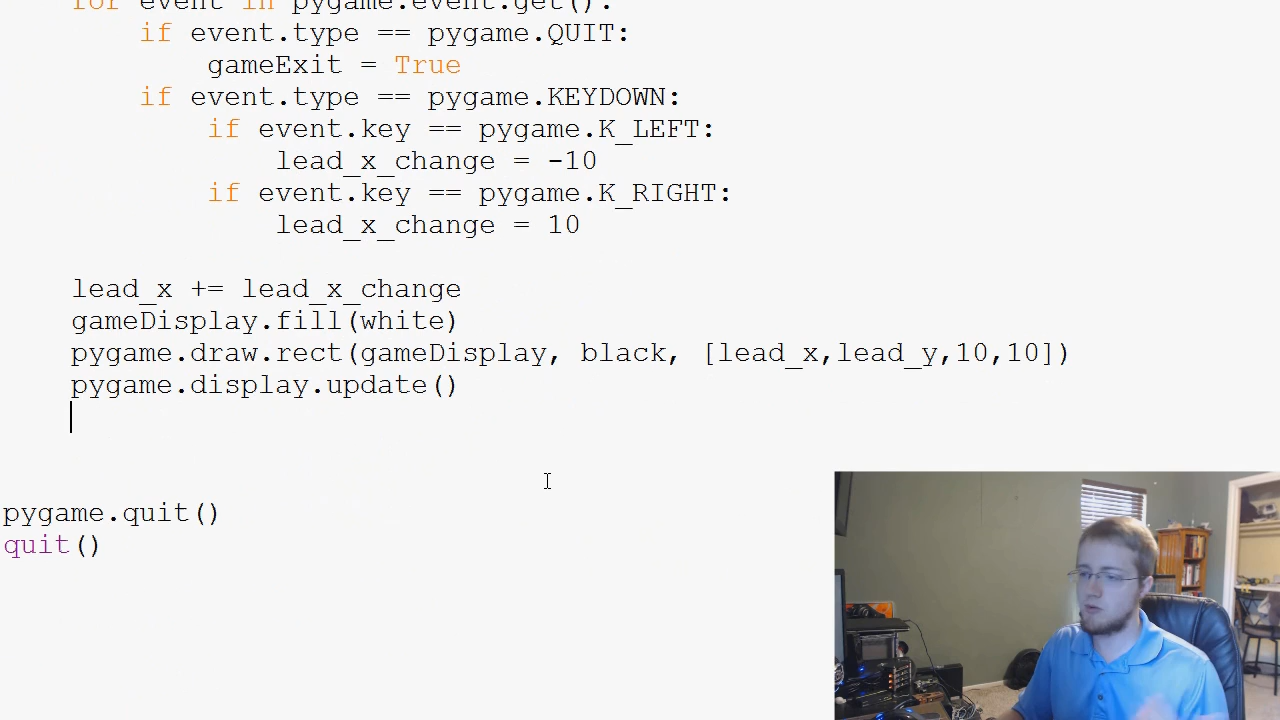 for event in pygame.event.get():
if event.type == pygame.QUIT:
gameExit = True
if event.type == pygame.KEYDOWN:
if event.key == pygame.K_LEFT:
lead_x_change = -10
if event.key == pygame.K_RIGHT:
lead_x_change = 10
lead_x += lead_x_change
gameDisplay.fill(white)
pygame.draw.rect(gameDisplay, black, [lead_x,lead_y,10,10])
pygame.display.update()
pygame.quit()
quit()